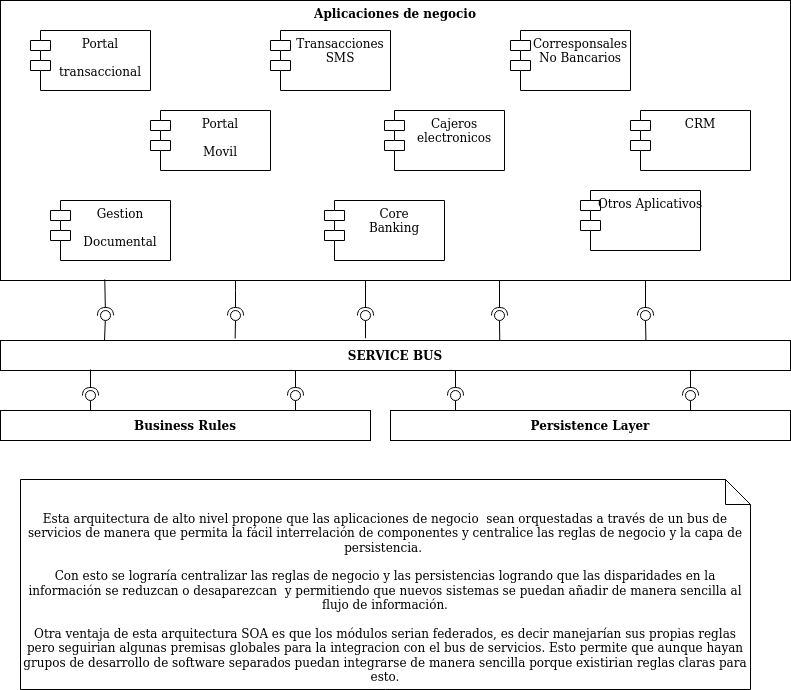 Aplicaciones de negocio
Portal
transaccional
Transacciones
SMS
Corresponsales
No Bancarios
Portal
Movil
Cajeros
electronicos
CRM
Gestion
Documental
Core
Banking
Otros Aplicativos
SERVICE BUS
Business Rules
Persistence Layer
Esta arquitectura de alto nivel propone que las aplicaciones de negocio  sean orquestadas a través de un bus de
servicios de manera que permita la fácil interrelación de componentes y centralice las reglas de negocio y la capa de
persistencia.
Con esto se lograría centralizar las reglas de negocio y las persistencias logrando que las disparidades en la
información se reduzcan o desaparezcan  y permitiendo que nuevos sistemas se puedan añadir de manera sencilla al
flujo de información.
Otra ventaja de esta arquitectura SOA es que los módulos serian federados, es decir manejarían sus propias reglas
pero seguirian algunas premisas globales para la integracion con el bus de servicios. Esto permite que aunque hayan
grupos de desarrollo de software separados puedan integrarse de manera sencilla porque existirian reglas claras para
esto.